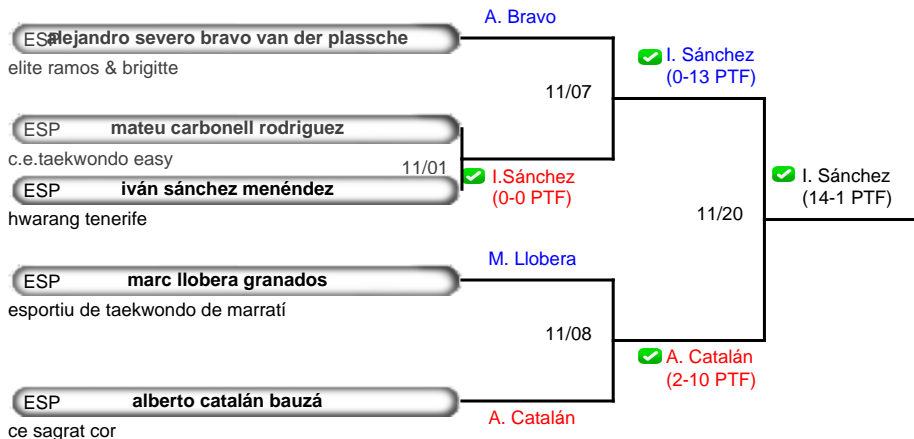 A. Bravo
ESP alejandro severo bravo van der plassche
elite ramos & brigitte
I. Sánchez
(0-13 PTF)
11/07
ESP mateu carbonell rodriguez
c.e.taekwondo easy
11/01
I.Sánchez
(0-0 PTF)
ESP iván sánchez menéndez
hwarang tenerife
I. Sánchez
(14-1 PTF)
11/20
M. Llobera
ESP marc llobera granados
esportiu de taekwondo de marratí
11/08
A. Catalán
(2-10 PTF)
ESP alberto catalán bauzá
A. Catalán
ce sagrat cor